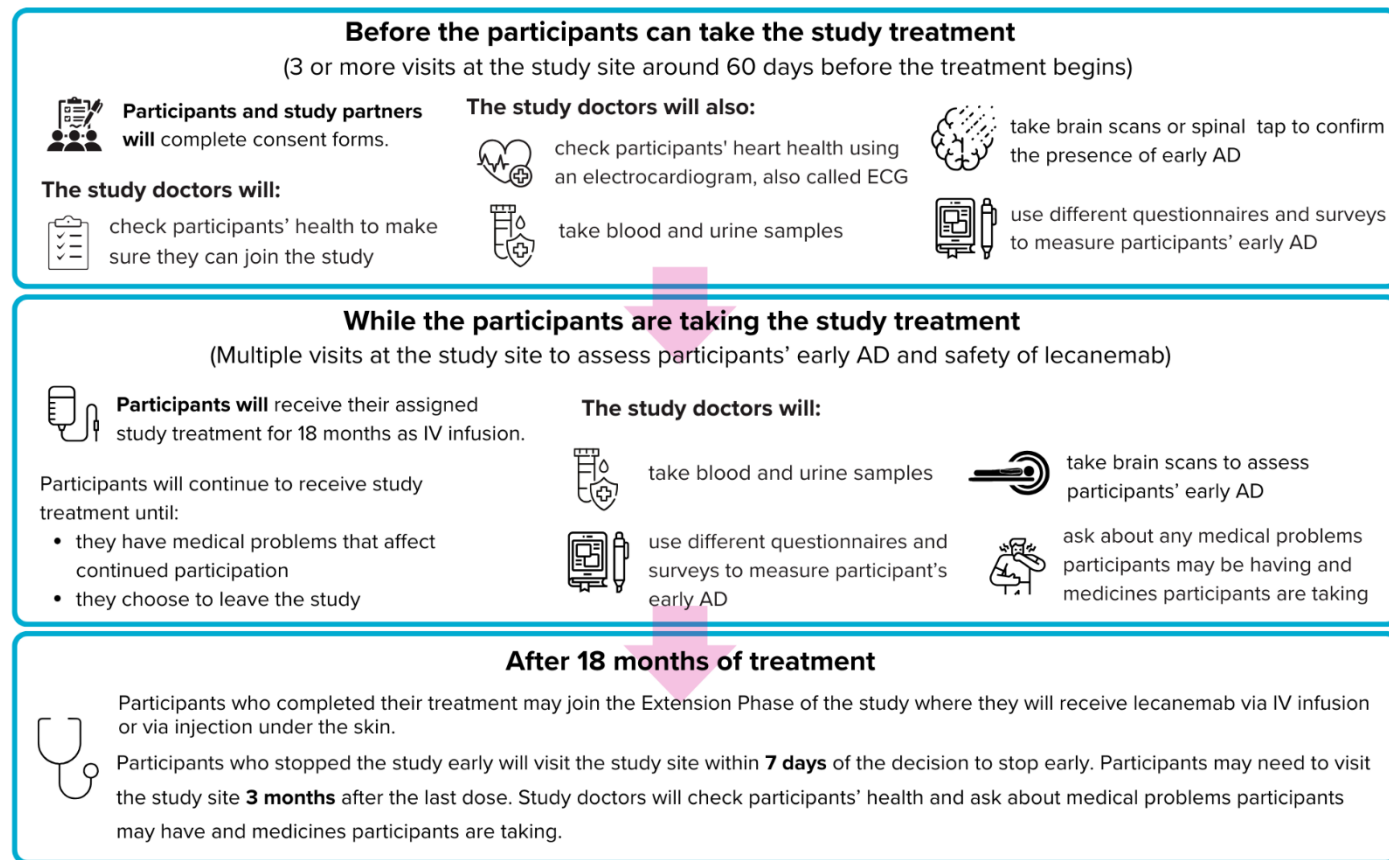 Before the participants can take the study treatment
(3 or more visits at the study site around 60 days before the treatment begins)
Participants and study partners
will complete consent forms.
The study doctors will:
check participants' health to make
sure they can join the study
The study doctors will also:
check participants' heart health using
an electrocardiogram, also called ECG
take blood and urine samples
take brain scans or spinal tap to confirm
the presence of early AD
use different questionnaires and surveys
to measure participants' early AD
While the participants are taking the study treatment
(Multiple visits at the study site to assess participants' early AD and safety of lecanemab)
Participants will receive their assigned
study treatment for 18 months as IV infusion.
Participants will continue to receive study
treatment until:
• they have medical problems that affect
continued participation
• they choose to leave the study
The study doctors will:
take blood and urine samples
use different questionnaires and
surveys to measure participant's
early AD
take brain scans to assess
participants' early AD
ask about any medical problems
participants may be having and
medicines participants are taking
After 18 months of treatment
Participants who completed their treatment may join the Extension Phase of the study where they will receive lecanemab via IV infusion
or via injection under the skin.
Participants who stopped the study early will visit the study site within 7 days of the decision to stop early. Participants may need to visit
the study site 3 months after the last dose. Study doctors will check participants' health and ask about medical problems participants
may have and medicines participants are taking.